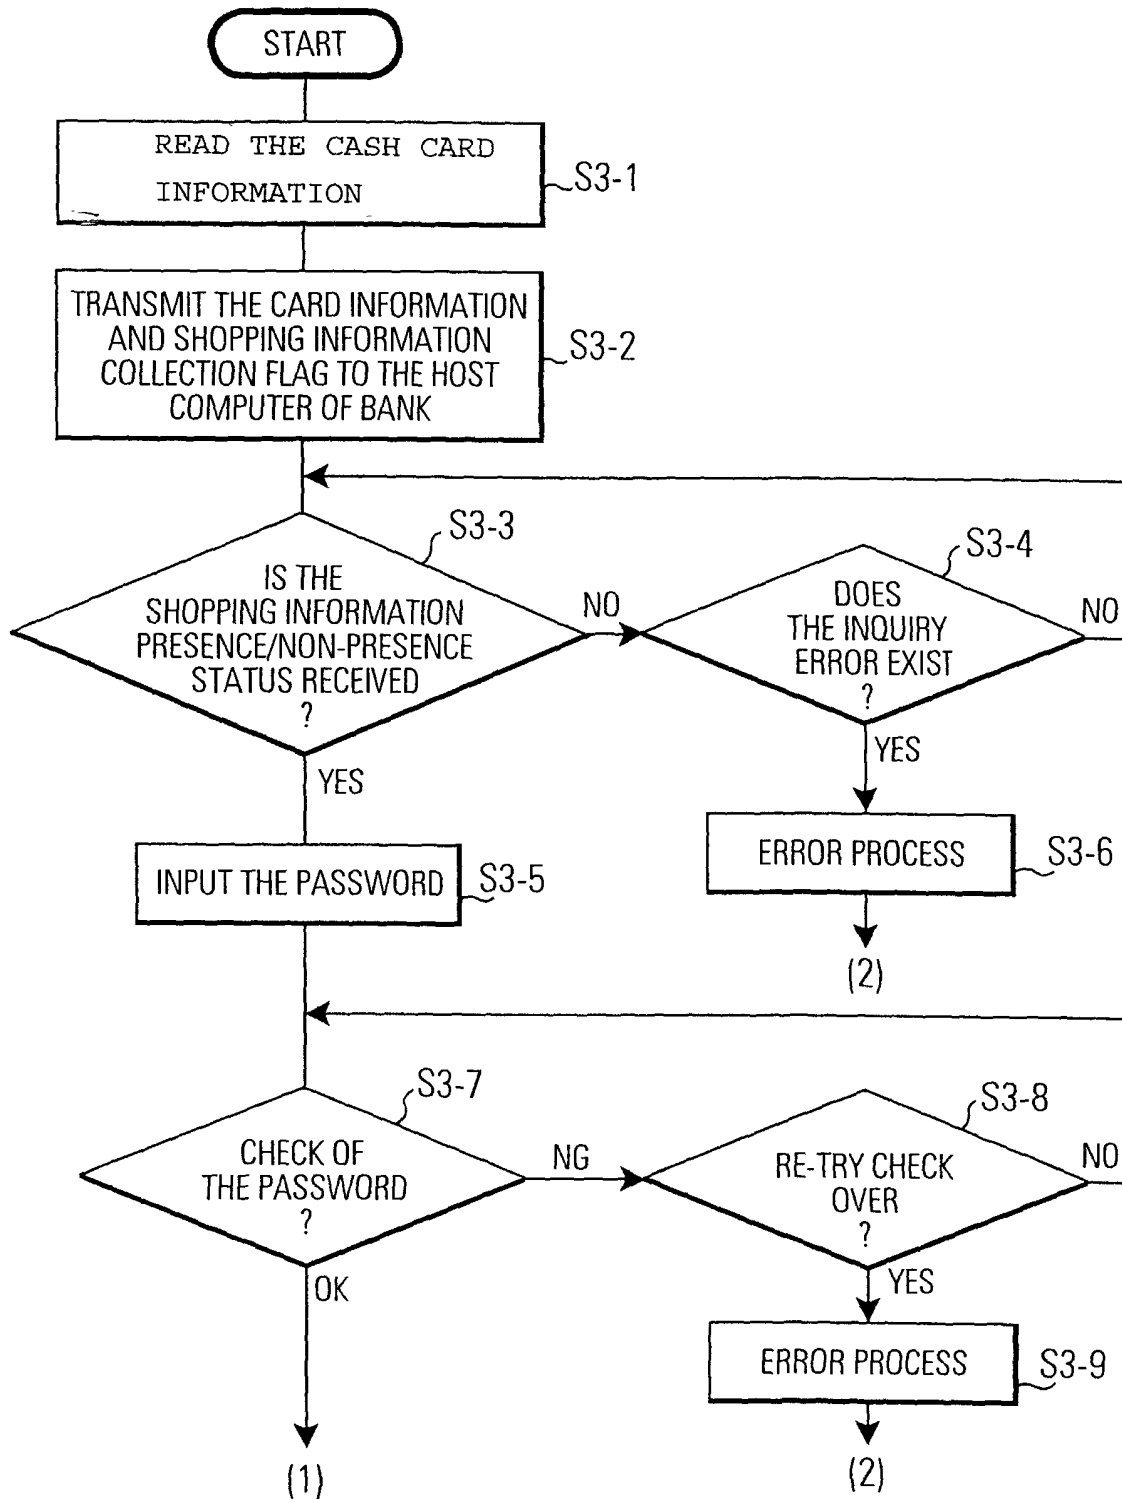 START
READ THE CASH CARD
INFORMATION
S3-1
TRANSMIT THE CARD INFORMATION
AND SHOPPING INFORMATION
COLLECTION FLAG TO THE HOST
COMPUTER OF BANK
S3-2
S3-3
IS THE
SHOPPING INFORMATION
PRESENCE/NON-PRESENCE
STATUS RECEIVED
?
NO
YES
S3-4
DOES
THE INQUIRY
ERROR EXIST
?
NO
YES
INPUT THE PASSWORD
S3-5
ERROR PROCESS
S3-6
(2)
S3-7
CHECK OF
THE PASSWORD
?
NG
OK
S3-8
RE-TRY CHECK
OVER
?
NO
YES
ERROR PROCESS
S3-9
(1)
(2)